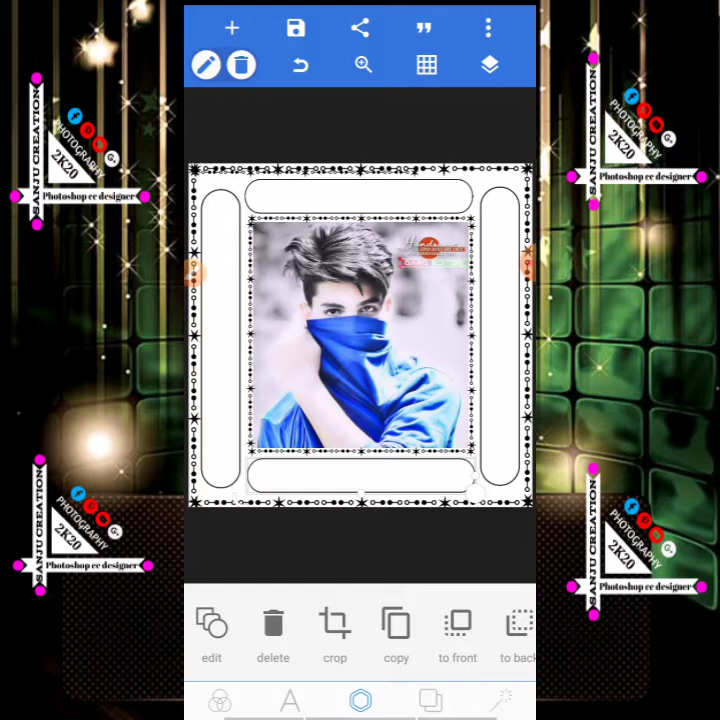 SANJU CREATION
PHOTOGRAPHY
2K20
Photoshop cc designer
SANJU CREATION
PHOTOGRAPHY
2K20
Photoshop cc designer
SANJU CREATION
PHOTOGRAPHY
2K20
Photoshop cc designer
SANJU CREATION
PHOTOGRAPHY
2K20
Photoshop cc designer
edit
delete
crop
copy
to front
to back